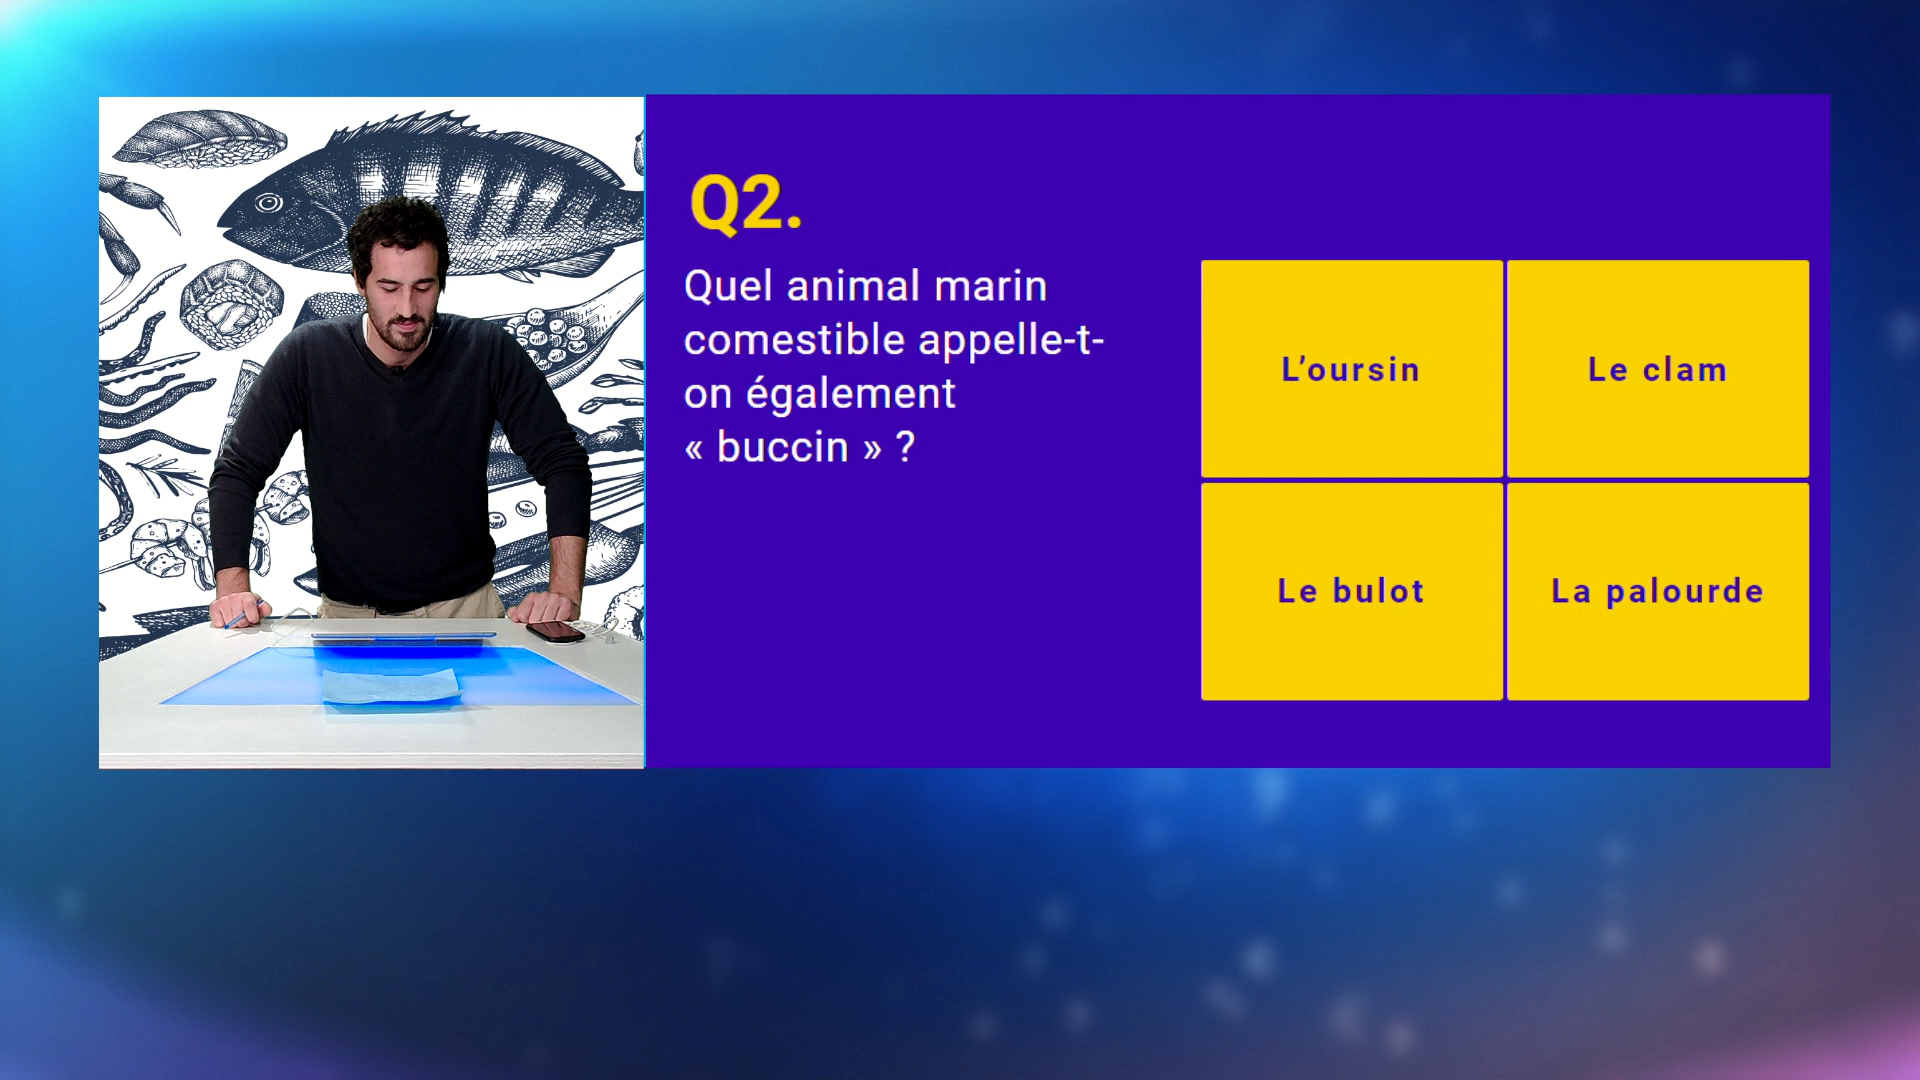 Q2.
Quel animal marin
comestible appelle-t-
on également
« buccin » ?
L’oursin
Le clam
Le bulot
La palourde